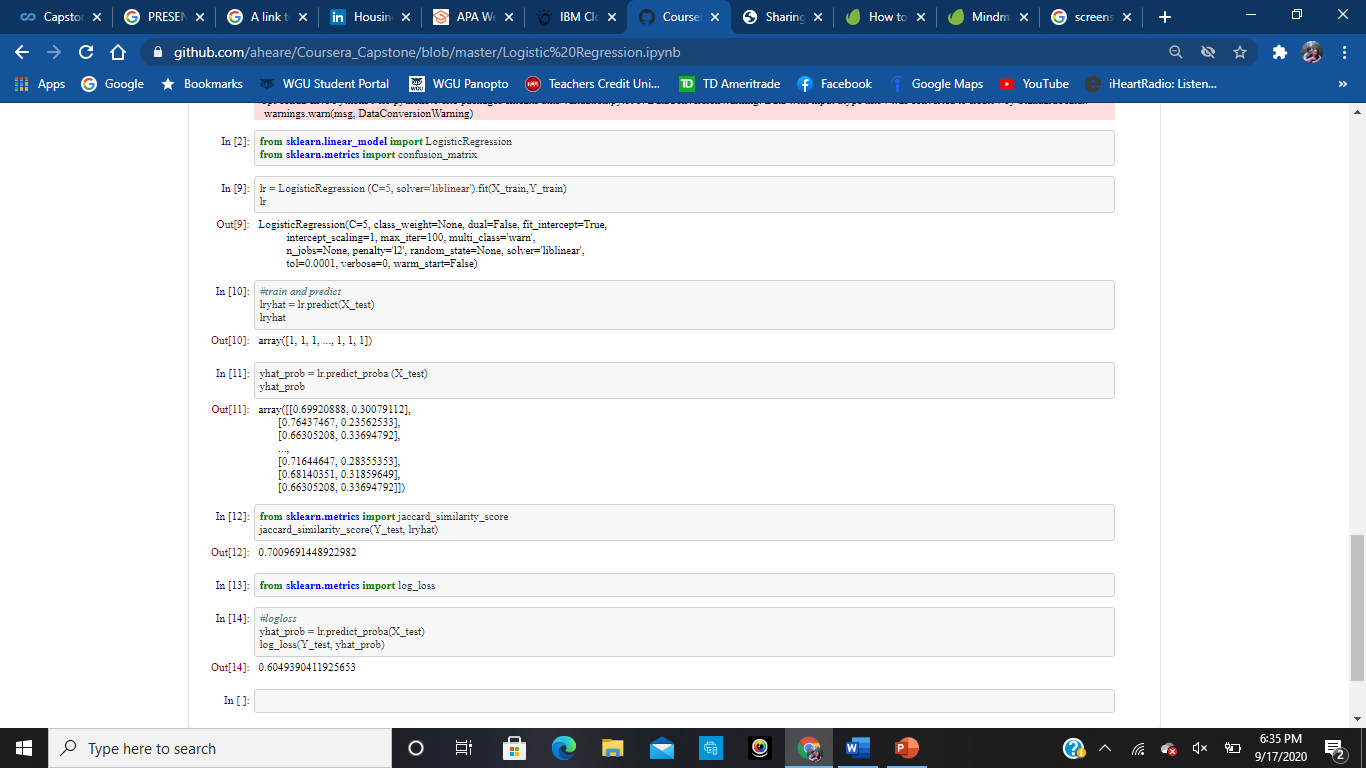 Capstor
PRESEN
A link t
Housin
APA We
IBM Clo
Course
Sharing
How to
Mindm
screens
github.com/aheare/Coursera_Capstone/blob/master/Logistic%20Regression.ipynb
Apps
Google
Bookmarks
WGU Student Portal
WGU Panopto
Teachers Credit Uni...
TD Ameritrade
Facebook
Google Maps
YouTube
iHeartRadio: Listen...
warnings.warn(msg, DataConversionWarning)
In [2]: from sklearn.linear_model import LogisticRegression
from sklearn.metrics import confusion_matrix
In [9]: lr = LogisticRegression (C=5, solver='liblinear').fit(X_train,Y_train)
lr
Out[9]: LogisticRegression(C=5, class_weight=None, dual=False, fit_intercept=True,
intercept_scaling=1, max_iter=100, multi_class='warn',
n_jobs=None, penalty='l2', random_state=None, solver='liblinear',
tol=0.0001, verbose=0, warm_start=False)
In [10]: #train and predict
lryhat = lr.predict(X_test)
lryhat
Out[10]: array([1, 1, 1, ..., 1, 1, 1])
In [11]: yhat_prob = lr.predict_proba (X_test)
yhat_prob
Out[11]: array([[0.69920888, 0.30079112],
[0.76437467, 0.23562533],
[0.66305208, 0.33694792],
...,
[0.71644647, 0.28355353],
[0.68140351, 0.31859649],
[0.66305208, 0.33694792]])
In [12]: from sklearn.metrics import jaccard_similarity_score
jaccard_similarity_score(Y_test, lryhat)
Out[12]: 0.7009691448922982
In [13]: from sklearn.metrics import log_loss
In [14]: #logloss
yhat_prob = lr.predict_proba(X_test)
log_loss(Y_test, yhat_prob)
Out[14]: 0.6049390411925653
In [ ]:
Type here to search
6:35 PM
9/17/2020
2